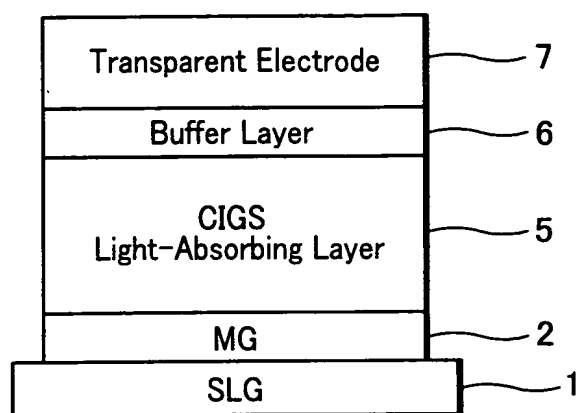 Transparent Electrode 7
Buffer Layer 6
CIGS
Light-Absorbing Layer 5
MG 2
SLG 1